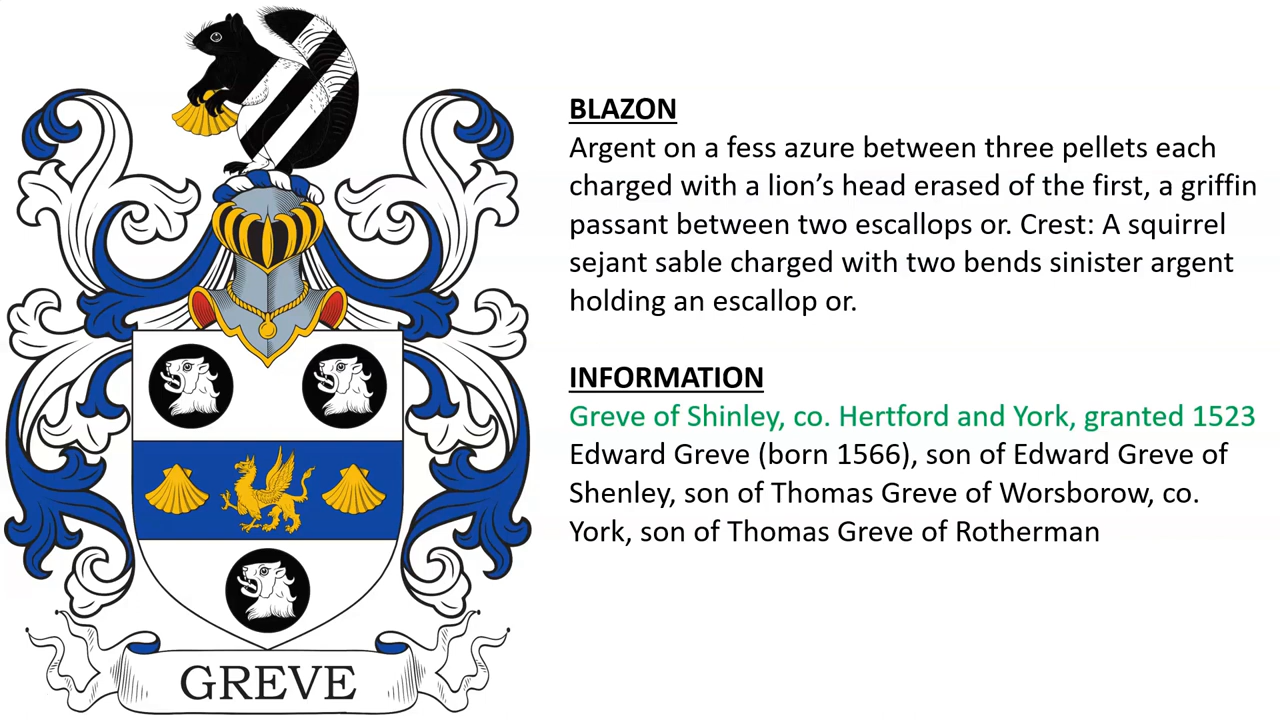 BLAZON
Argent on a fess azure between three pellets each
charged with a lion’s head erased of the first, a griffin
passant between two escallops or. Crest: A squirrel
sejant sable charged with two bends sinister argent
holding an escallop or.
INFORMATION
Greve of Shinley, co. Hertford and York, granted 1523
Edward Greve (born 1566), son of Edward Greve of
Shenley, son of Thomas Greve of Worsborow, co.
York, son of Thomas Greve of Rotherman
GREVE